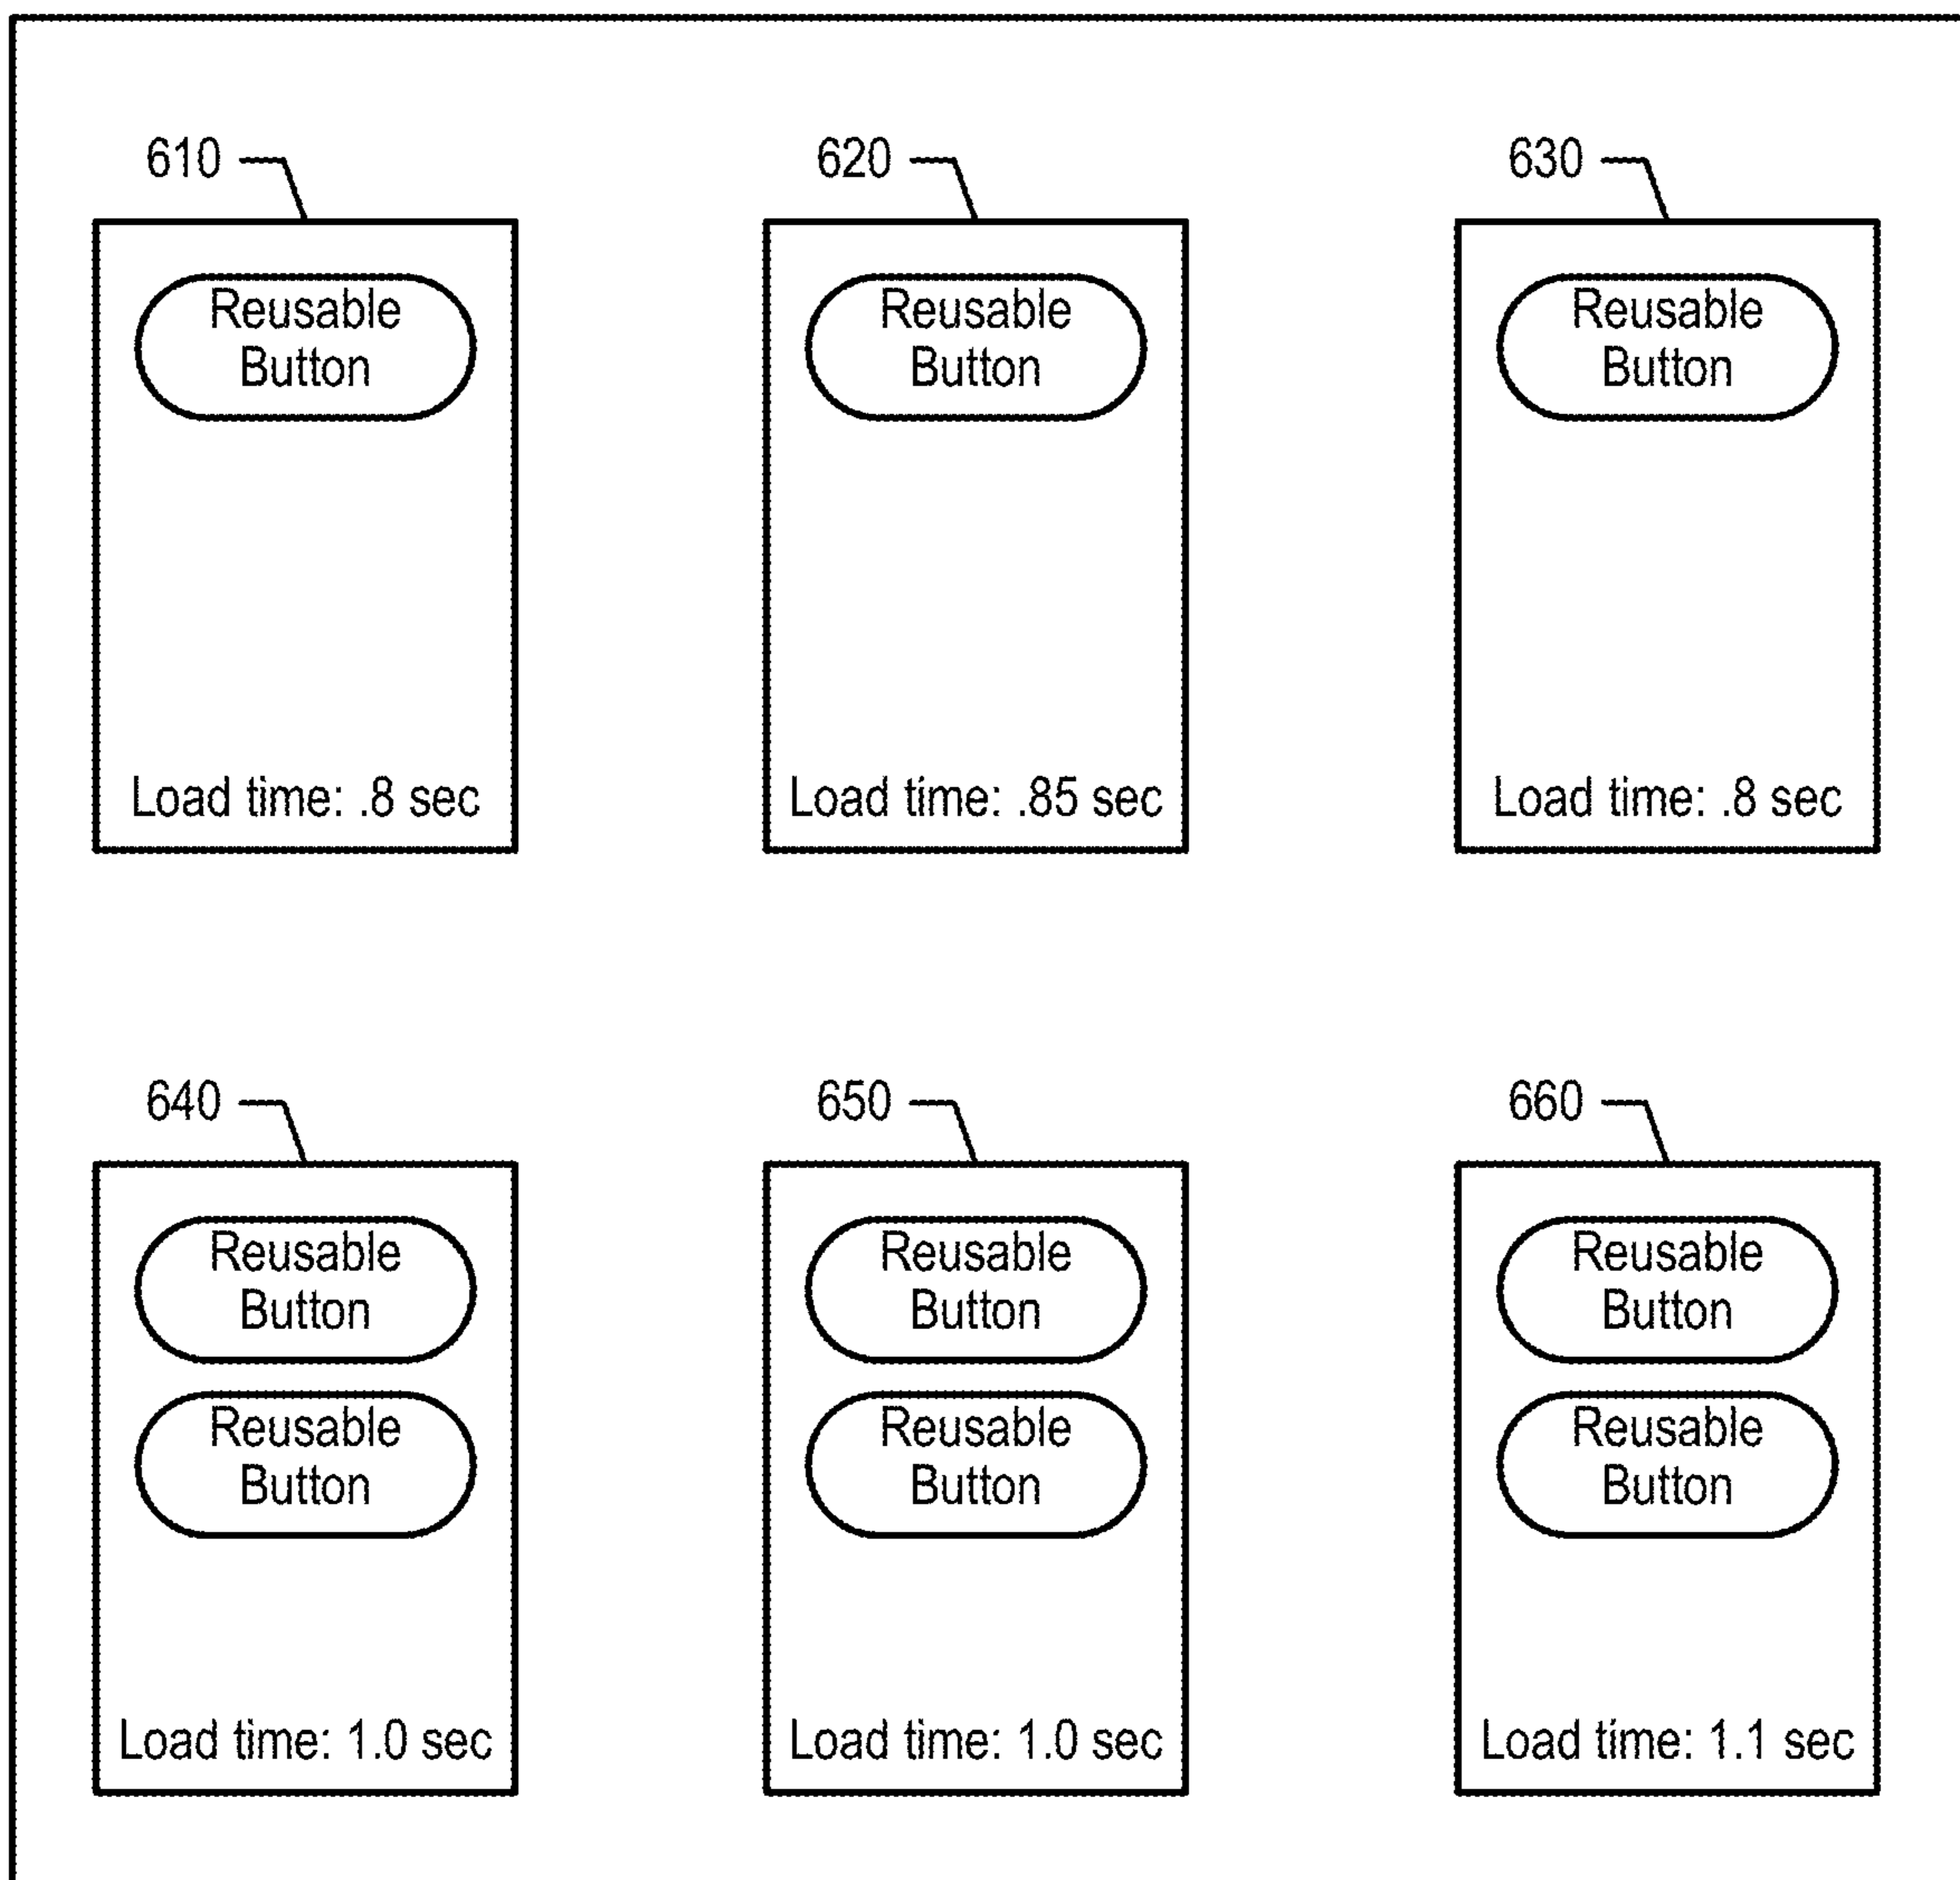 610
620
630
Reusable
Button
Reusable
Button
Reusable
Button
Load time: .8 sec
Load time: .85 sec
Load time: .8 sec
640
650
660
Reusable
Button
Reusable
Button
Load time: 1.0 sec
Reusable
Button
Reusable
Button
Load time: 1.0 sec
Reusable
Button
Reusable
Button
Load time: 1.1 sec